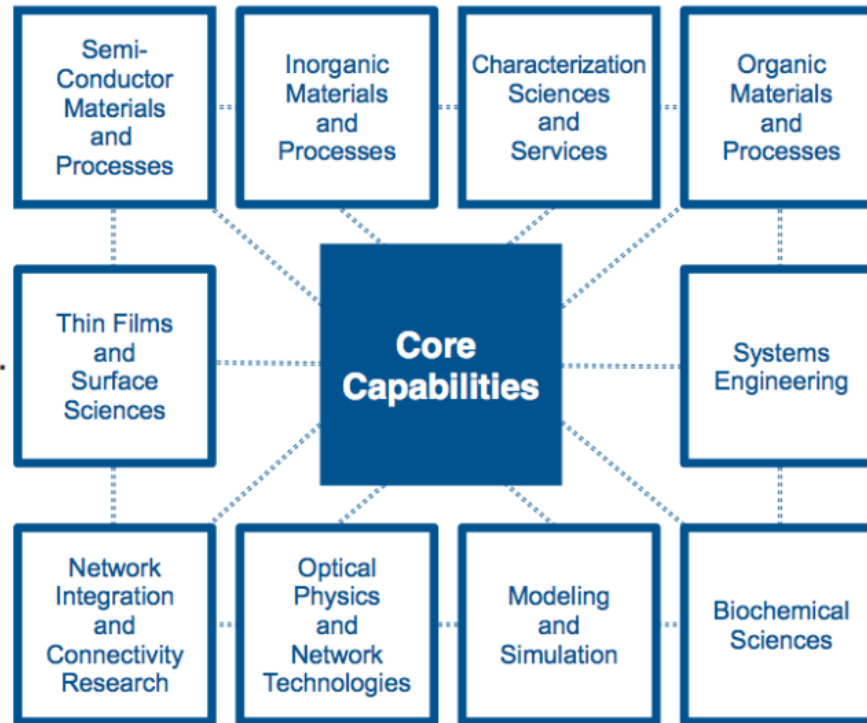 Semi-
Conductor
Materials
and
Processes
Inorganic
Materials
and
Processes
Characterization
Sciences
and
Services
Organic
Materials
and
Processes
Thin Films
and
Surface
Sciences
Core
Capabilities
Systems
Engineering
Network
Integration
and
Connectivity
Research
Optical
Physics
and
Network
Technologies
Modeling
and
Simulation
Biochemical
Sciences